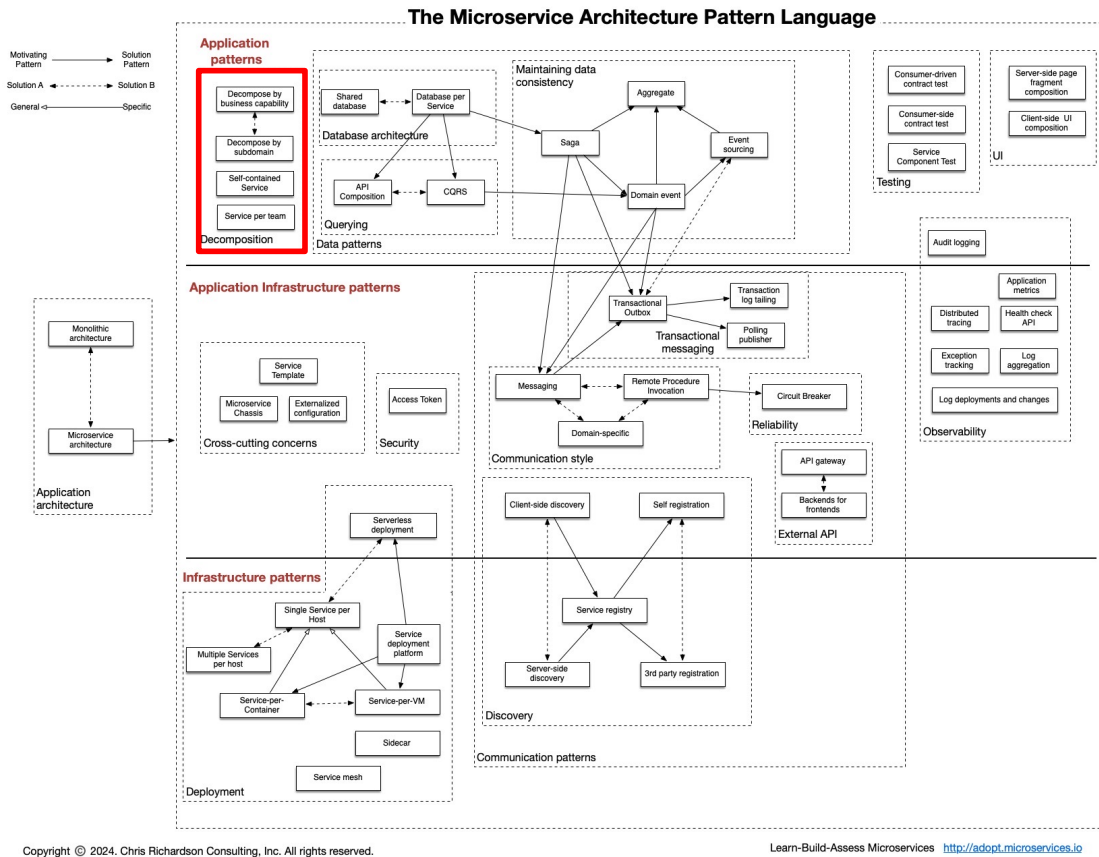 The Microservice Architecture Pattern Language
Motivating
Pattern
Solution
Pattern
Solution A
Solution B
General
Specific
Application
patterns
Decompose by
business capability
Decompose by
subdomain
Self-contained
Service
Service per team
Decomposition
Shared
database
Database per
Service
Database architecture
API
Composition
CQRS
Querying
Data patterns
Maintaining data
consistency
Aggregate
Saga
Event
sourcing
Domain event
Consumer-driven
contract test
Consumer-side
contract test
Service
Component Test
Testing
Server-side page
fragment
composition
Client-side UI
composition
UI
Application Infrastructure patterns
Monolithic
architecture
Microservice
architecture
Application
architecture
Service
Template
Microservice
Chassis
Externalized
configuration
Cross-cutting concerns
Access Token
Security
Transactional
Outbox
Transaction
log tailing
Polling
publisher
Transactional
messaging
Messaging
Remote Procedure
Invocation
Domain-specific
Communication style
Circuit Breaker
Reliability
API gateway
Backends for
frontends
External API
Audit logging
Application
metrics
Distributed
tracing
Health check
API
Exception
tracking
Log
aggregation
Log deployments and changes
Observability
Client-side discovery
Self registration
Service registry
Server-side
discovery
3rd party registration
Discovery
Communication patterns
Infrastructure patterns
Serverless
deployment
Single Service per
Host
Multiple Services
per host
Service
deployment
platform
Service-per-
Container
Service-per-VM
Sidecar
Service mesh
Deployment
Copyright © 2024. Chris Richardson Consulting, Inc. All rights reserved.
Learn-Build-Assess Microservices http://adopt.microservices.io